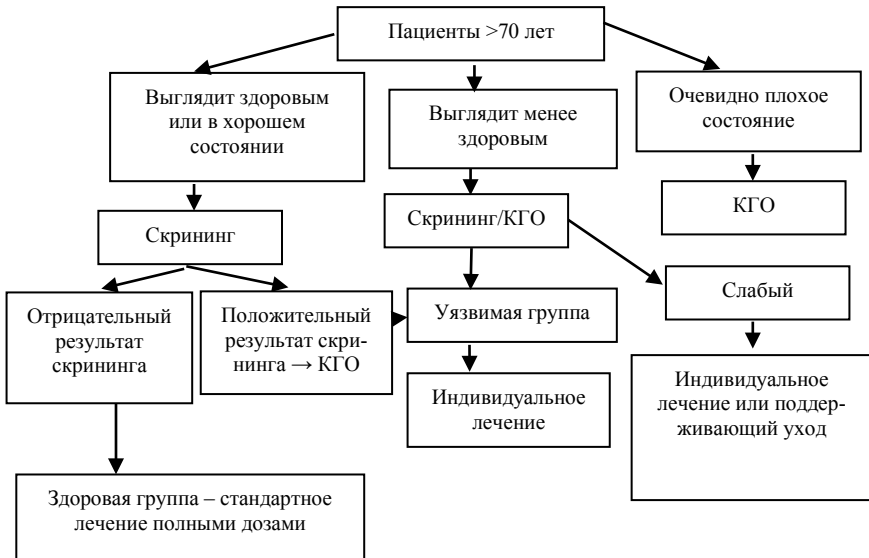 Пациенты >70 лет
Выглядит здоровым
или в хорошем
состоянии
Выглядит менее
здоровым
Очевидно плохое
состояние
Скрининг
Скрининг/КГО
КГО
Отрицательный
результат
скрининга
Положительный
результат скри-
нинга → КГО
Уязвимая группа
Слабый
Индивидуальное
лечение
Индивидуальное
лечение или поддер-
живающий уход
Здоровая группа – стандартное
лечение полными дозами